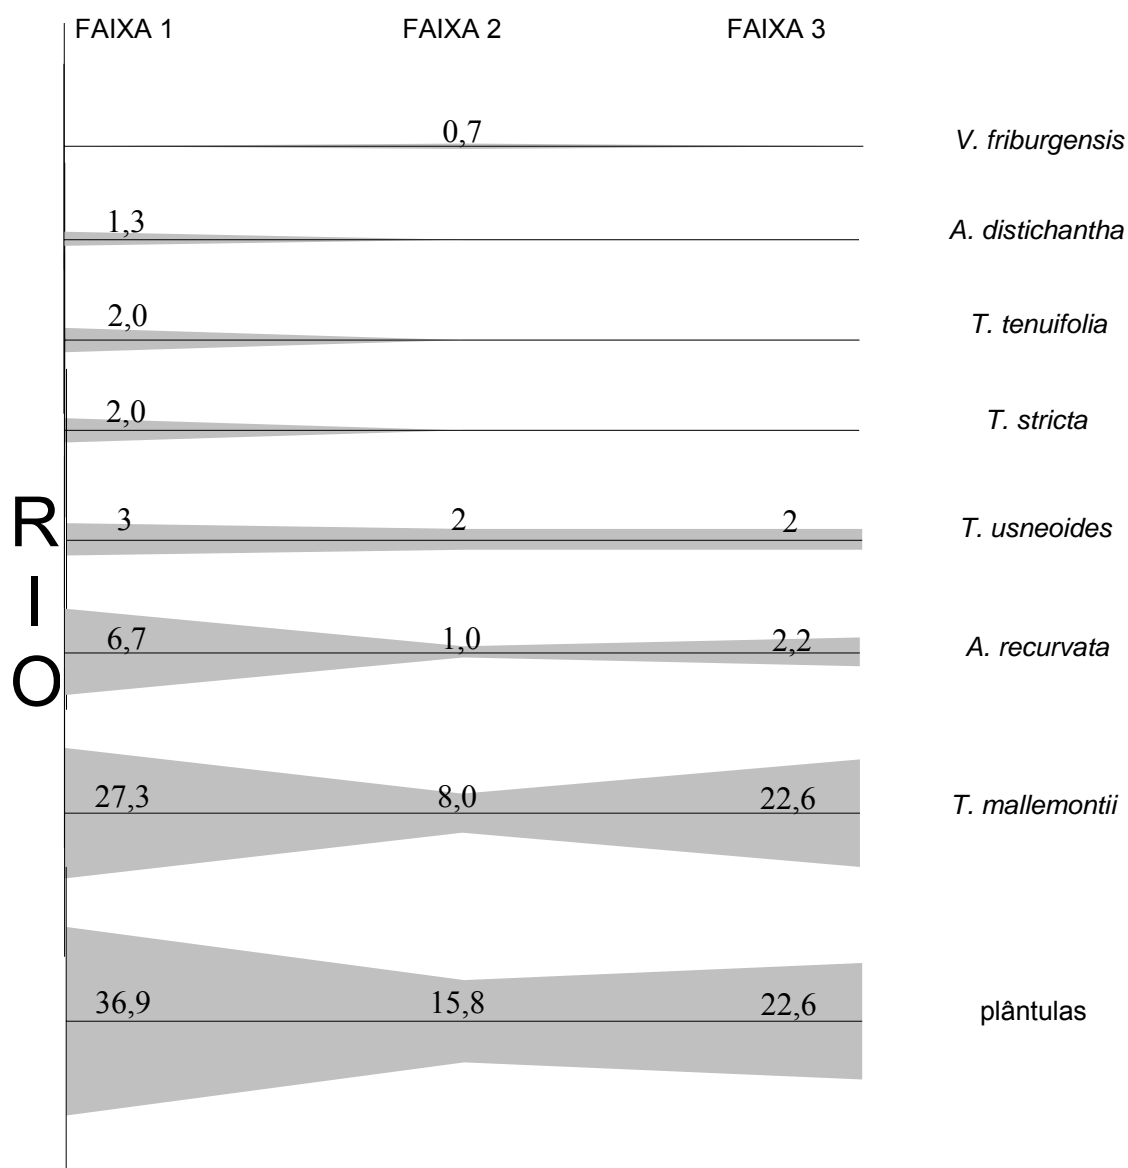 FAIXA 1 FAIXA 2 FAIXA 3
0,7 V. friburgensis
1,3 A. distichantha
2,0 T. tenuifolia
2,0 T. stricta
3 2 2 T. usneoides
6,7 1,0 2,2 A. recurvata
27,3 8,0 22,6 T. mallemontii
36,9 15,8 22,6 plântulas
RIO